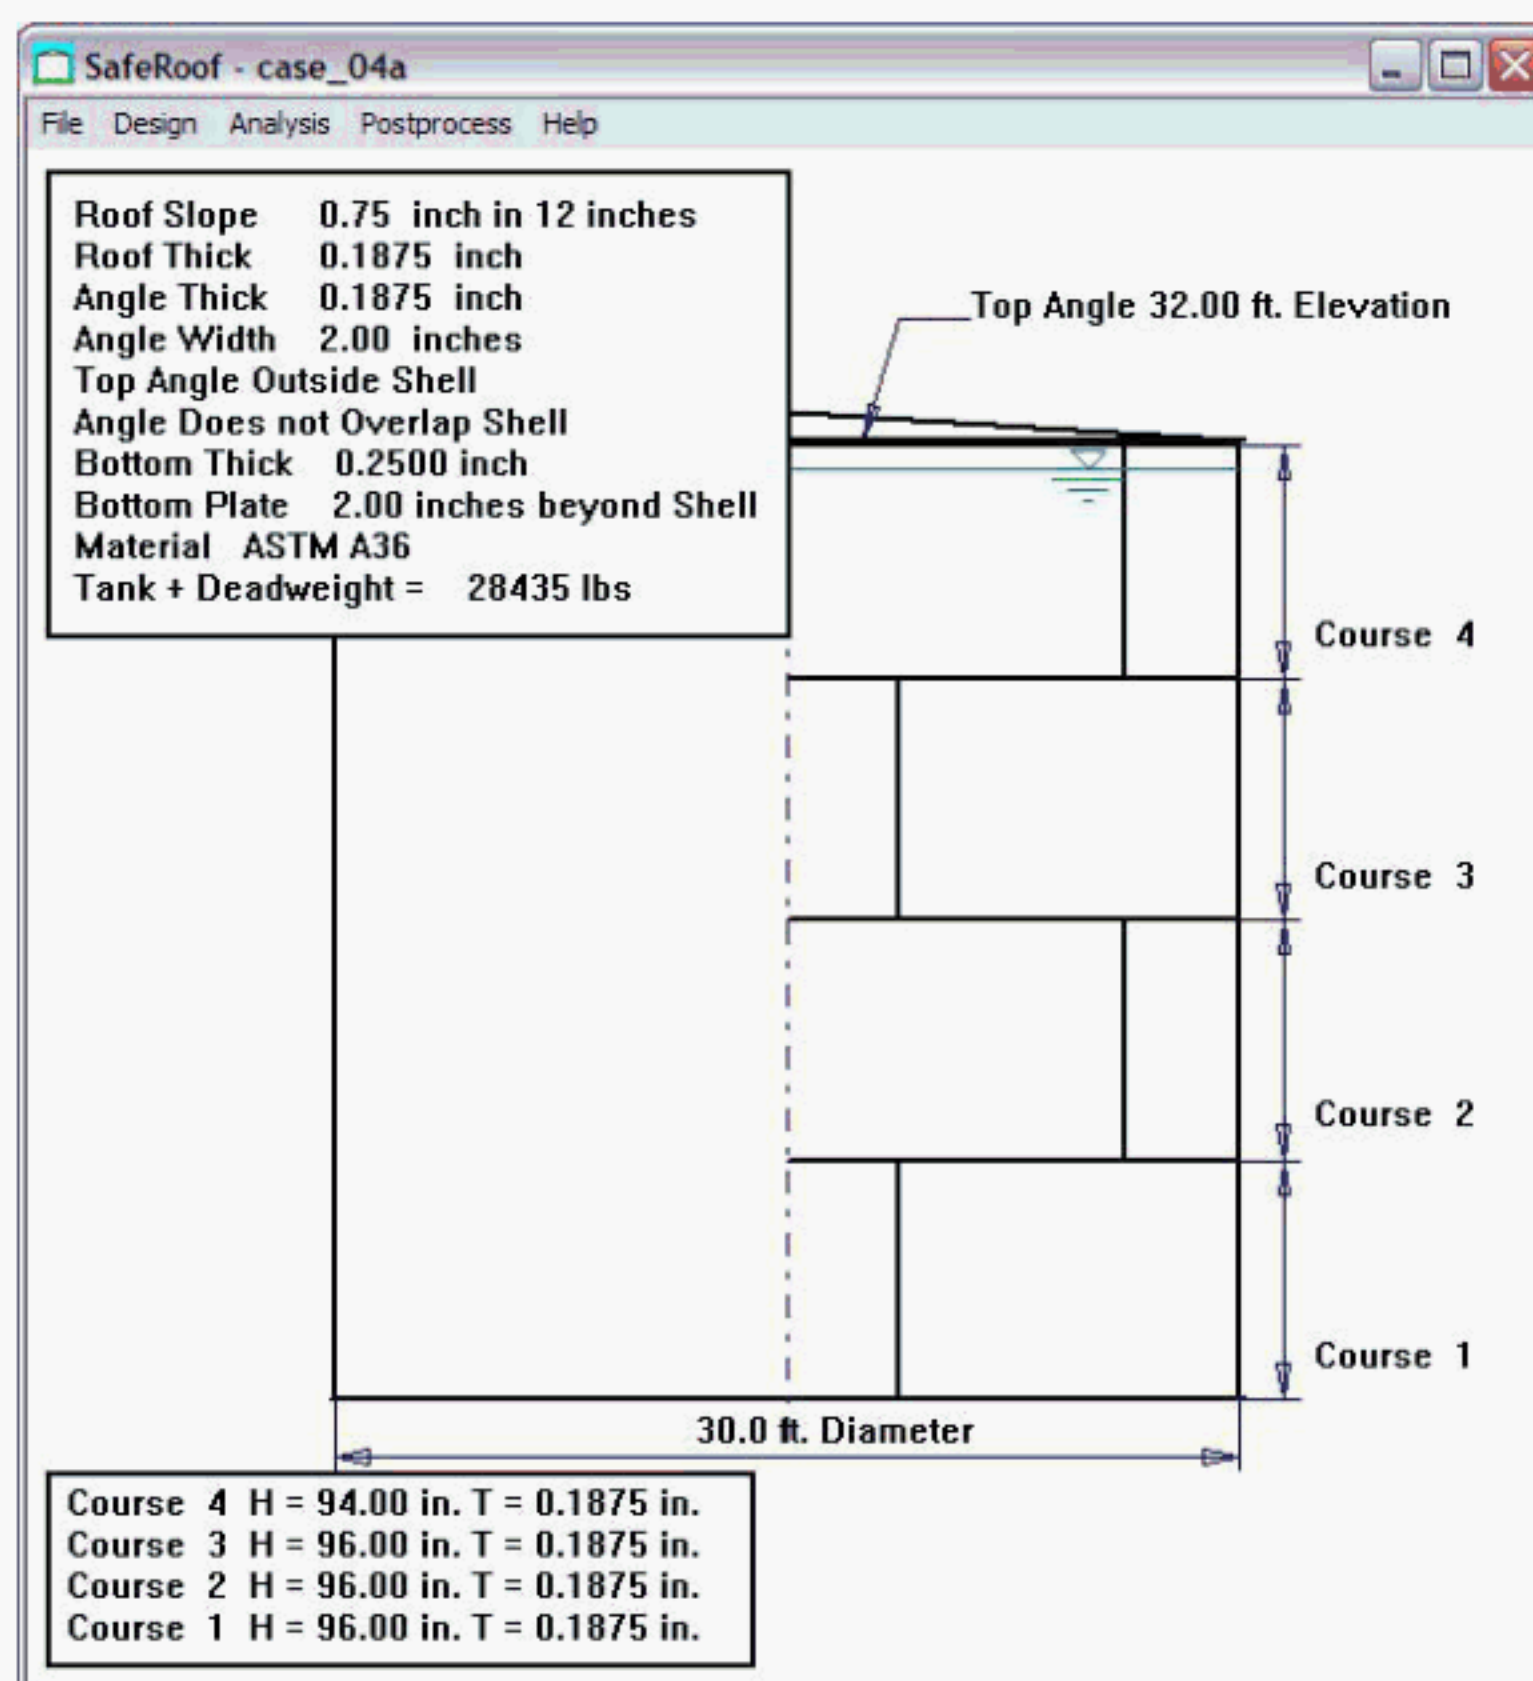 SafeRoof - case_04a
File Design Analysis Postprocess Help
Roof Slope 0.75 inch in 12 inches
Roof Thick 0.1875 inch
Angle Thick 0.1875 inch
Angle Width 2.00 inches
Top Angle Outside Shell
Angle Does not Overlap Shell
Bottom Thick 0.2500 inch
Bottom Plate 2.00 inches beyond Shell
Material ASTM A36
Tank + Deadweight = 28435 lbs
Top Angle 32.00 ft. Elevation
Course 4
Course 3
Course 2
Course 1
30.0 ft. Diameter
Course 4 H = 94.00 in. T = 0.1875 in.
Course 3 H = 96.00 in. T = 0.1875 in.
Course 2 H = 96.00 in. T = 0.1875 in.
Course 1 H = 96.00 in. T = 0.1875 in.